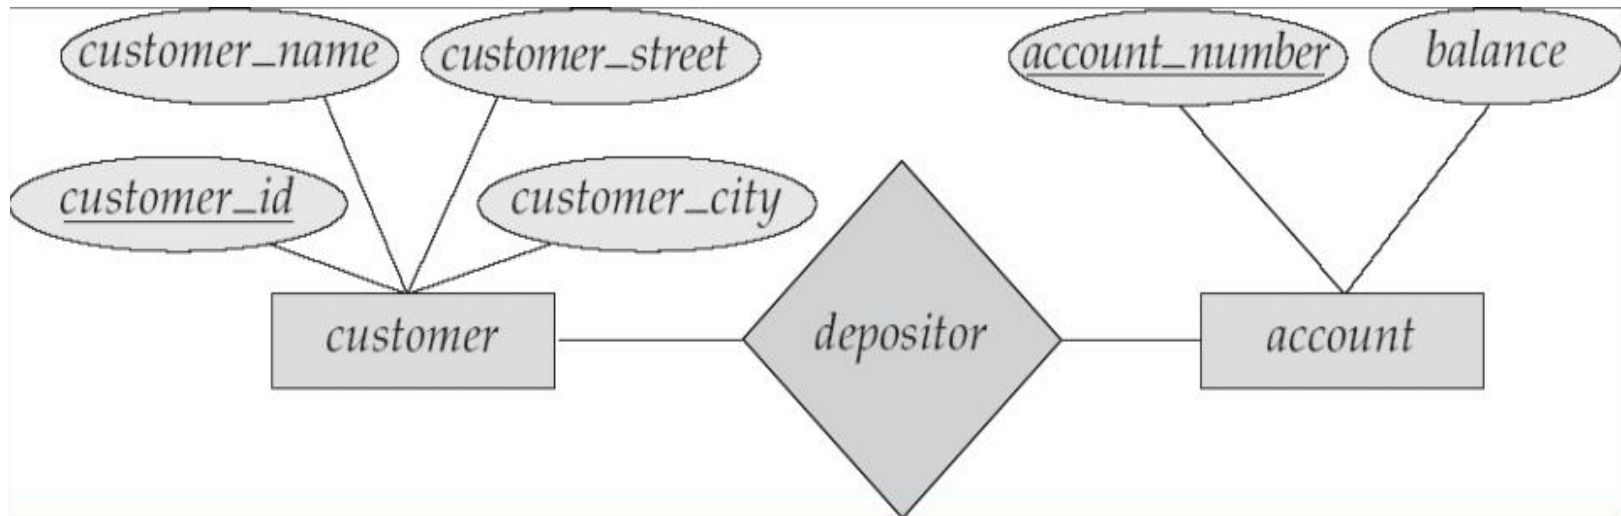 customer_name
customer_street
account_number
balance
customer_id
customer_city
customer
depositor
account